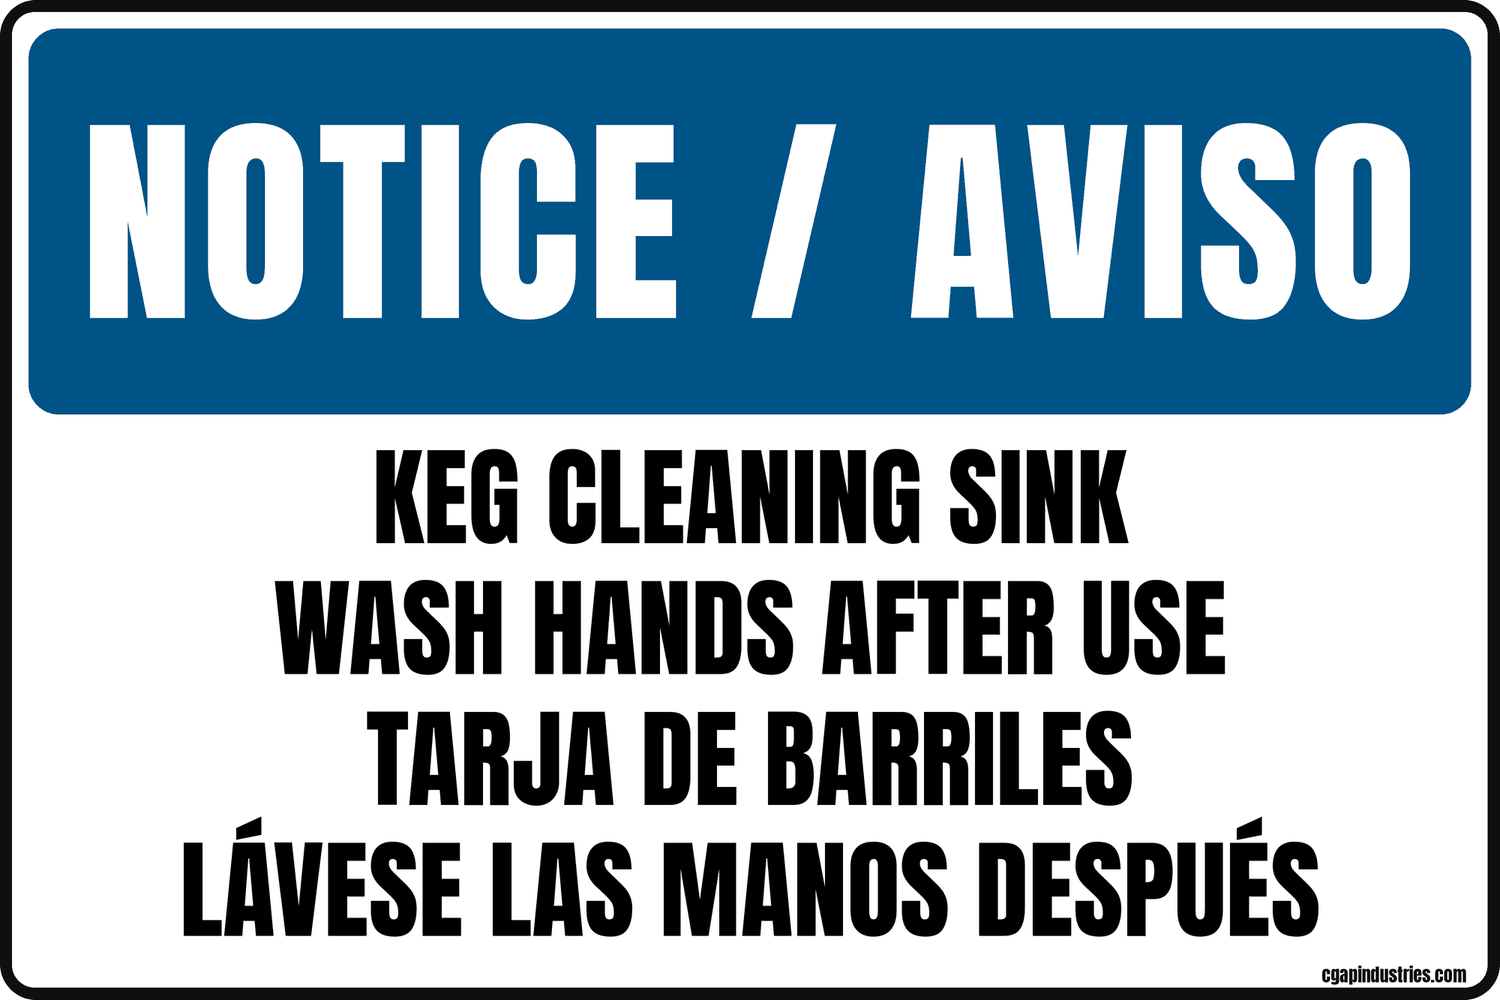 NOTICE / AVISO
KEG CLEANING SINK
WASH HANDS AFTER USE
TARJA DE BARRILES
LÁVESE LAS MANOS DESPUÉS
cgapindustries.com